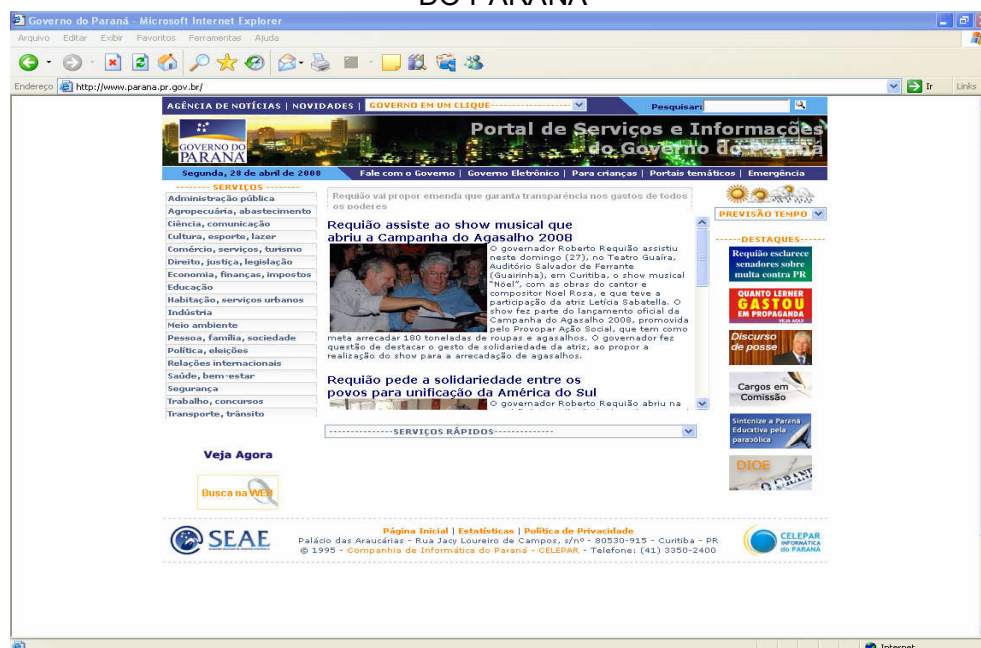 DO PARANÁ
Governo do Paraná - Microsoft Internet Explorer
Arquivo Editar Exibir Favoritos Ferramentas Ajuda
Endereço http://www.parana.pr.gov.br/ Ir Links
AGÊNCIA DE NOTÍCIAS | NOVIDADES | GOVERNO EM UM CLIQUE-------------------- Pesquisar:
GOVERNO DO
PARANÁ
Portal de Serviços e Informações
do Governo do Paraná
Segunda, 28 de abril de 2008 Fale com o Governo | Governo Eletrônico | Para crianças | Portais temáticos | Emergência
-------- SERVIÇOS --------
Administração pública
Agropecuária, abastecimento
Ciência, comunicação
Cultura, esporte, lazer
Comércio, serviços, turismo
Direito, justiça, legislação
Economia, finanças, impostos
Educação
Habitação, serviços urbanos
Indústria
Meio ambiente
Pessoa, família, sociedade
Política, eleições
Relações internacionais
Saúde, bem-estar
Segurança
Trabalho, concursos
Transporte, trânsito
Veja Agora
Busca na WEB
Requião vai propor emenda que garanta transparência nos gastos de todos
os poderes
Requião assiste ao show musical que
abriu a Campanha do Agasalho 2008
O governador Roberto Requião assistiu
neste domingo (27), no Teatro Guaíra,
Auditório Salvador de Ferrante
(Guairinha), em Curitiba, o show musical
"Nöel", com as obras do cantor e
compositor Noel Rosa, e que teve a
participação da atriz Letícia Sabatella. O
show fez parte do lançamento oficial da
Campanha do Agasalho 2008, promovida
pelo Provopar Ação Social, que tem como
meta arrecadar 180 toneladas de roupas e agasalhos. O governador fez
questão de destacar o gesto de solidariedade da atriz, ao propor a
realização do show para a arrecadação de agasalhos.
Requião pede a solidariedade entre os
povos para unificação da América do Sul
O governador Roberto Requião abriu na
---------------SERVIÇOS RÁPIDOS--------------
PREVISÃO TEMPO
------DESTAQUES------
Requião esclarece
senadores sobre
multa contra PR
QUANTO LERNER
GASTOU
EM PROPAGANDA
VEJA AQUI
Discurso
de posse
Cargos em
Comissão
Sintonize a Paraná
Educativa pela
parabólica
DIOE
SEAE
Página Inicial | Estatísticas | Política de Privacidade
Palácio das Araucárias - Rua Jacy Loureiro de Campos, s/nº - 80530-915 - Curitiba - PR
© 1995 - Companhia de Informática do Paraná - CELEPAR - Telefone: (41) 3350-2400
CELEPAR
INFORMÁTICA
DO PARANÁ
Internet